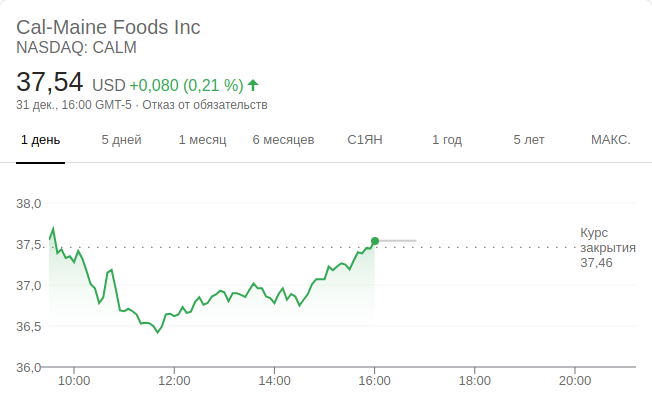 Cal-Maine Foods Inc
NASDAQ: CALM
37,54 USD +0,080 (0,21 %)
31 дек., 16:00 GMT-5 · Отказ от обязательств
1 день 5 дней 1 месяц 6 месяцев С1ЯН 1 год 5 лет МАКС.
38,0
37,5
37,0
36,5
36,0
Курс
закрытия
37,46
10:00 12:00 14:00 16:00 18:00 20:00